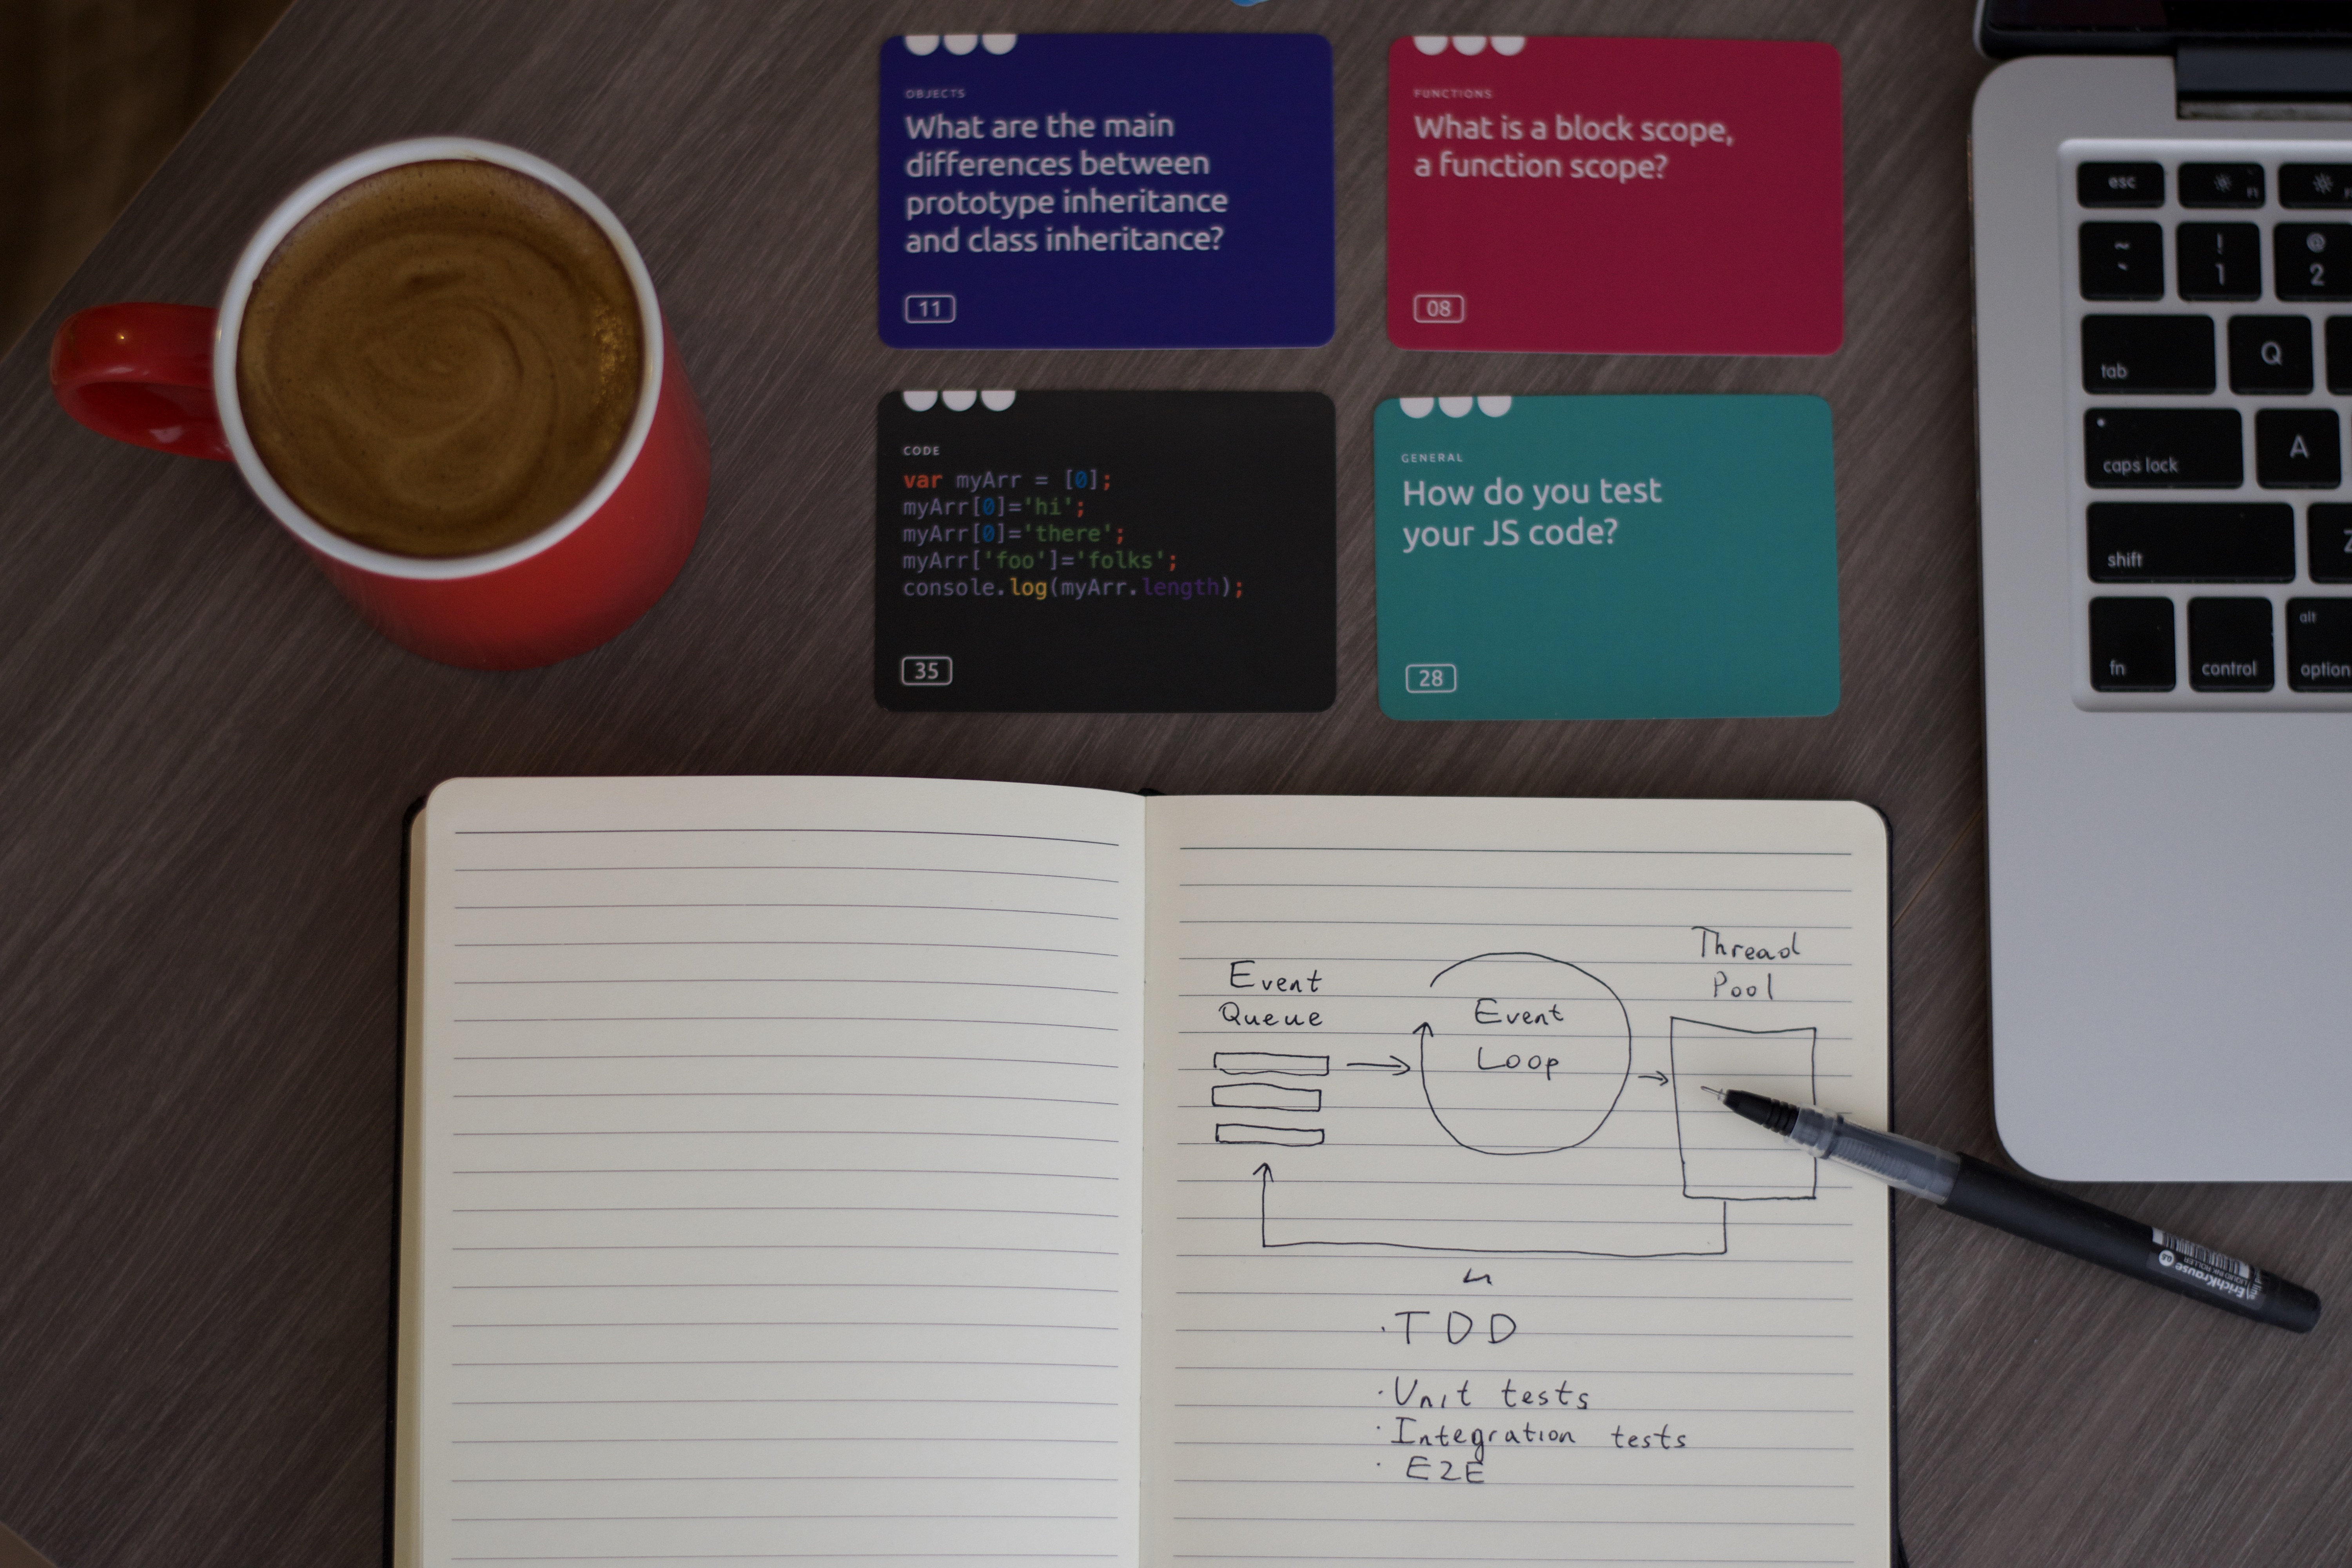 OBJECTS
What are the main
differences between
prototype inheritance
and class inheritance?
11
FUNCTIONS
What is a block scope,
a function scope?
08
CODE
var myArr = [0];
myArr[0]='hi';
myArr[0]='there';
myArr['foo']='folks';
console.log(myArr.length);
35
GENERAL
How do you test
your JS code?
28
esc
F1
~ ! @
` 1 2
tab Q
caps lock A
shift Z
alt
fn control option
Event
Queue
Event
Loop
Thread
Pool
· TDD
· Unit tests
· Integration tests
· E2E
ErichKrause
LIQUID INK ROLLER